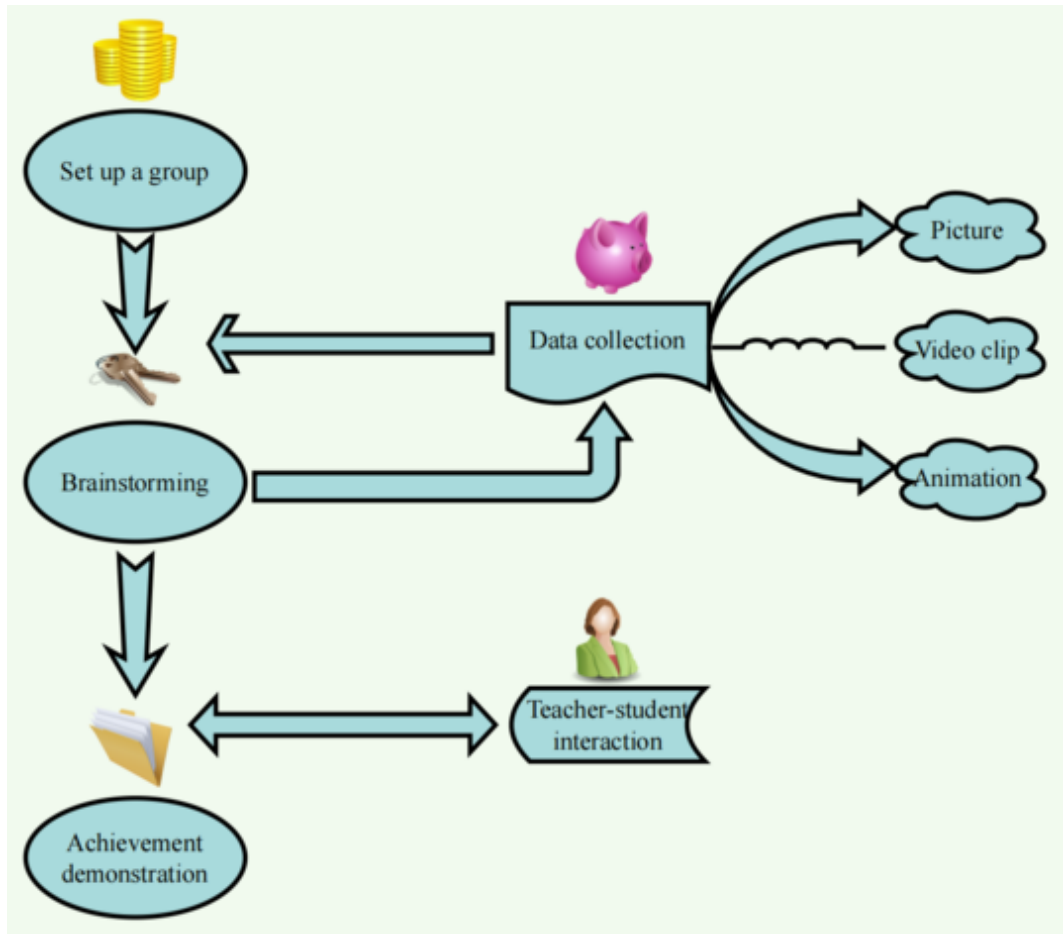 Set up a group
Picture
Data collection
Video clip
Brainstorming
Animation
Teacher-student
interaction
Achievement
demonstration